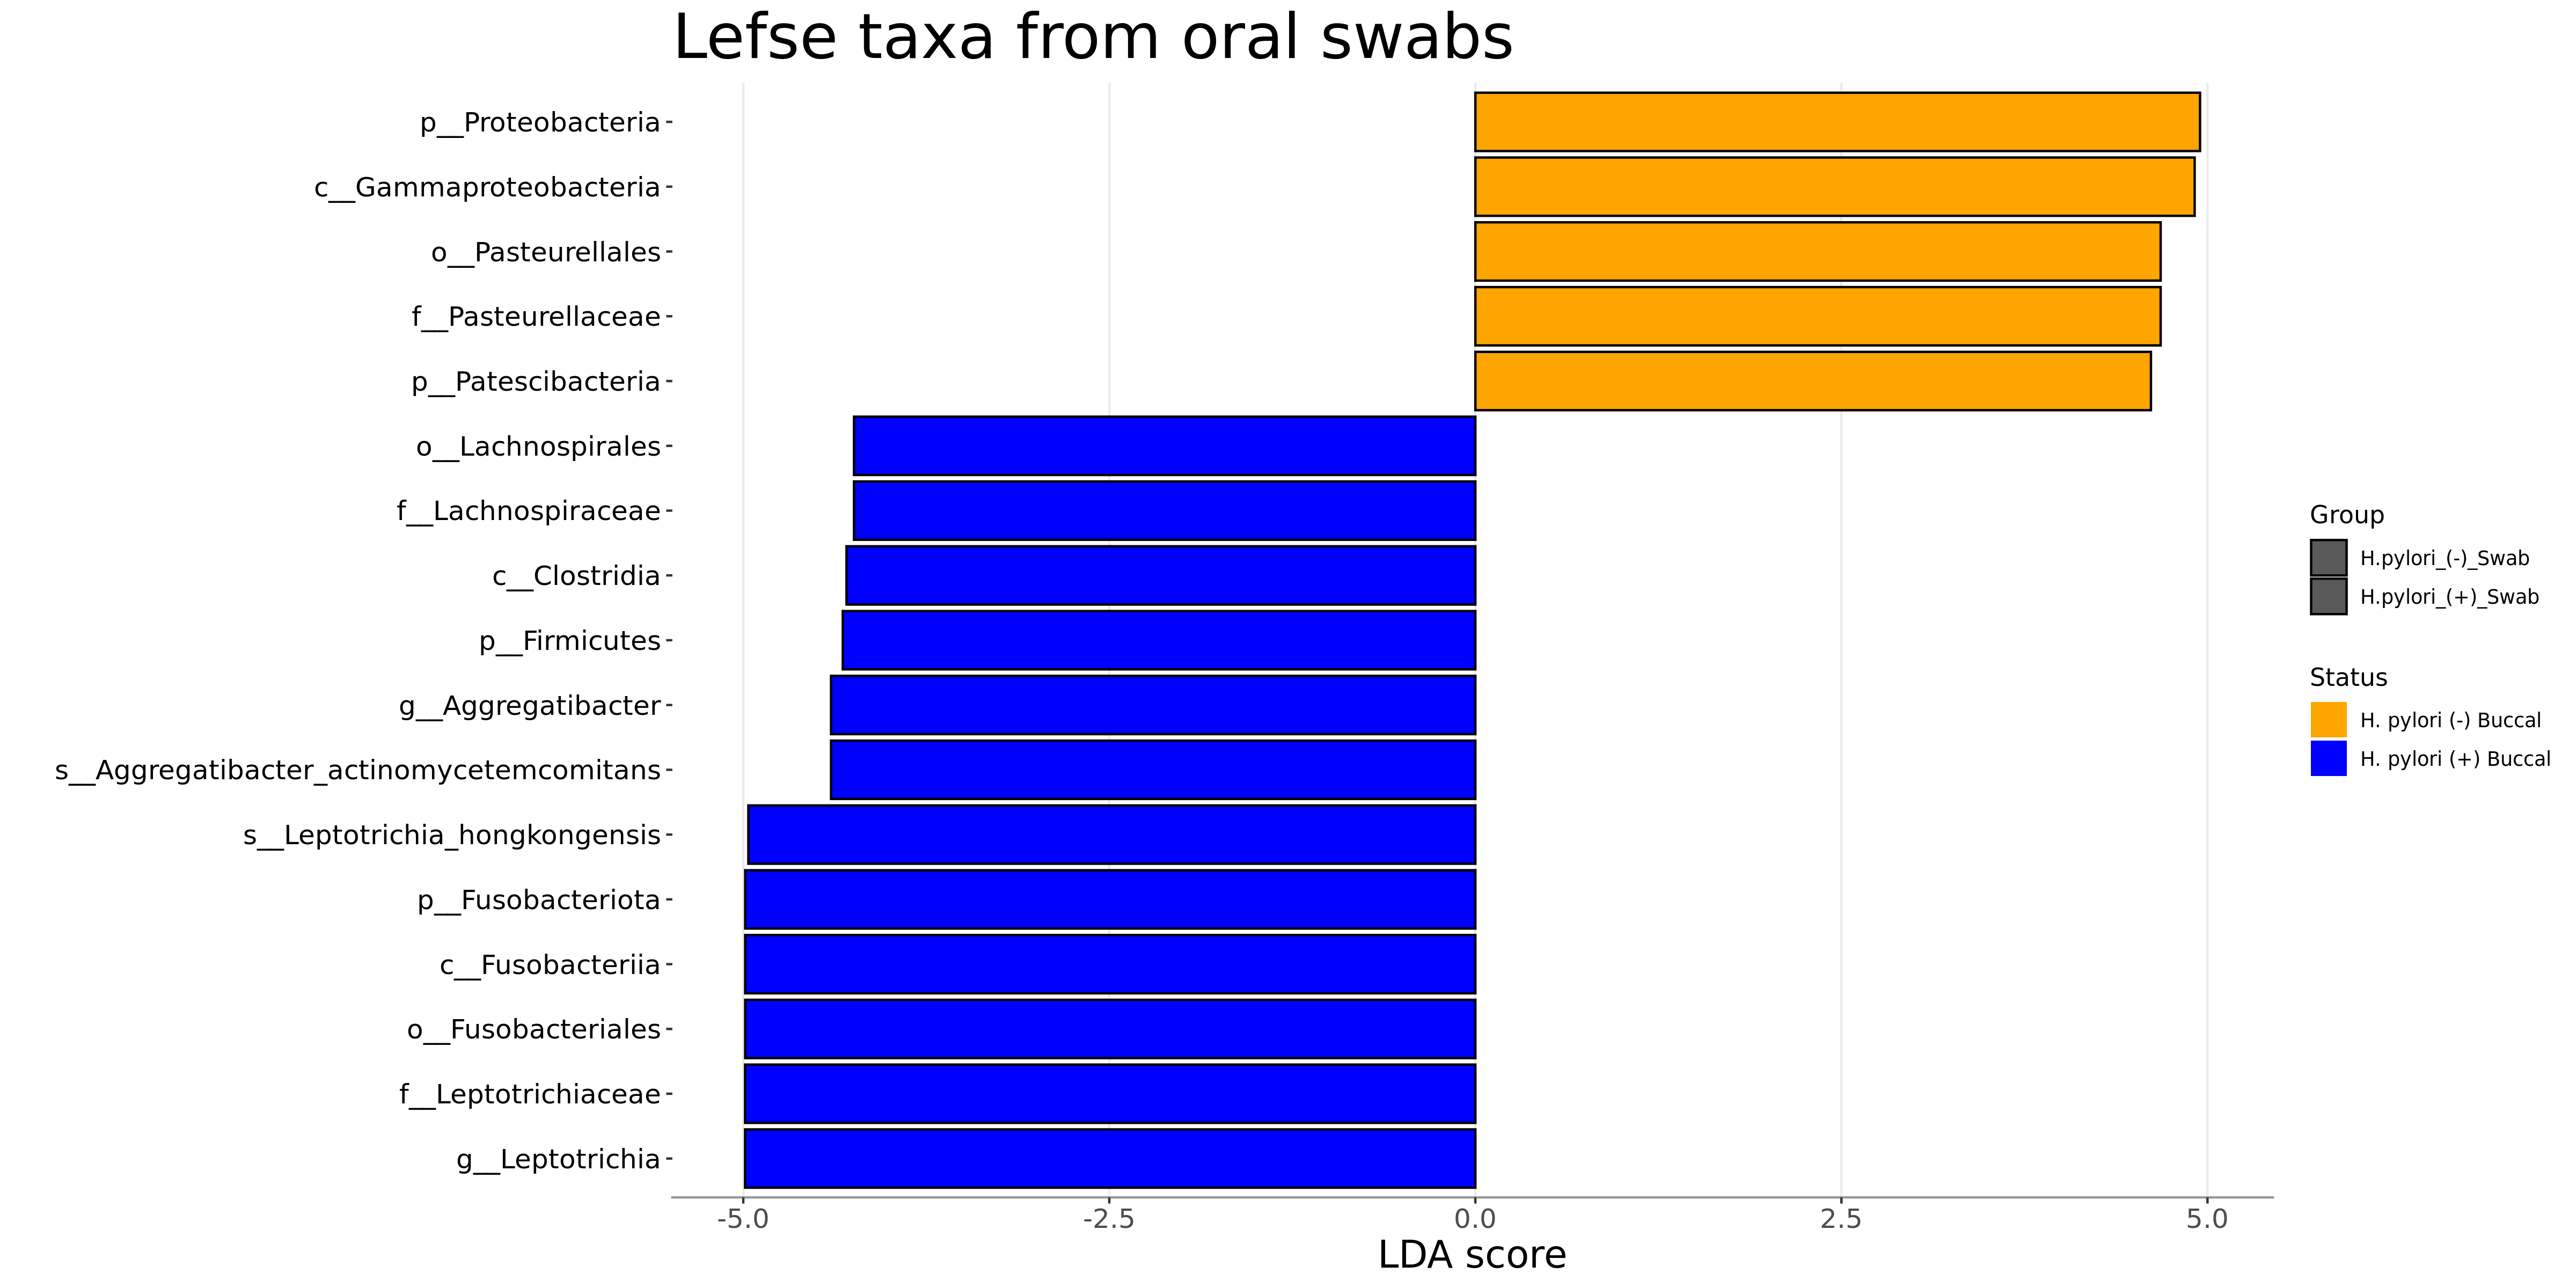 Lefse taxa from oral swabs
p__Proteobacteria
c__Gammaproteobacteria
o__Pasteurellales
f__Pasteurellaceae
p__Patescibacteria
o__Lachnospirales
f__Lachnospiraceae
c__Clostridia
p__Firmicutes
g__Aggregatibacter
s__Aggregatibacter_actinomycetemcomitans
s__Leptotrichia_hongkongensis
p__Fusobacteriota
c__Fusobacteriia
o__Fusobacteriales
f__Leptotrichiaceae
g__Leptotrichia
-5.0 -2.5 0.0 2.5 5.0
LDA score
Group
H.pylori_(-)_Swab
H.pylori_(+)_Swab
Status
H. pylori (-) Buccal
H. pylori (+) Buccal